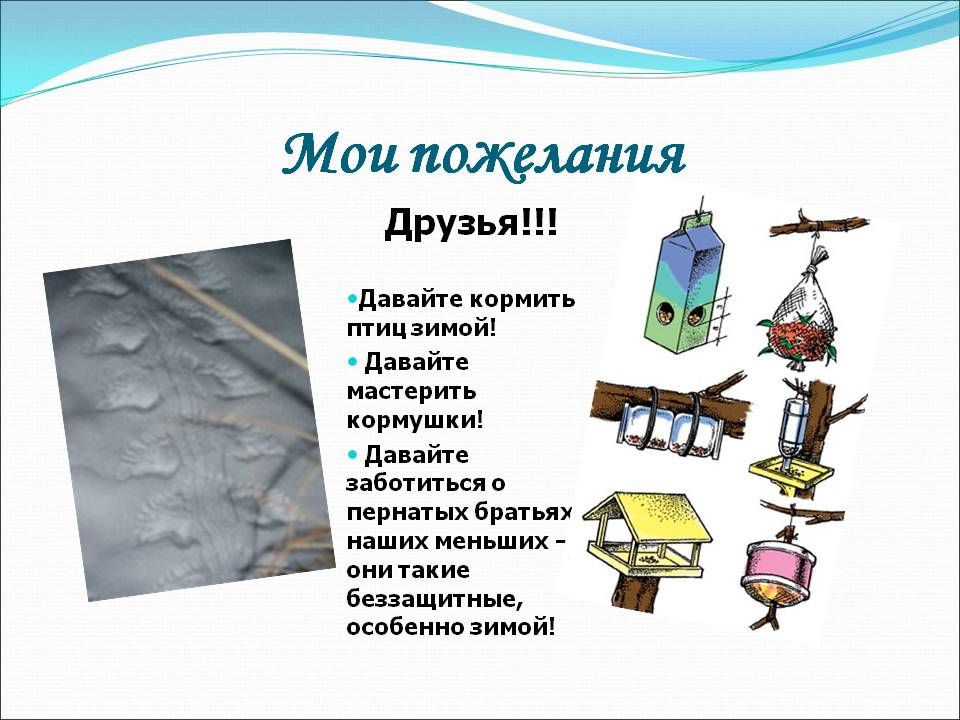 Мои пожелания
Друзья!!!
•Давайте кормить
птиц зимой!
• Давайте
мастерить
кормушки!
• Давайте
заботиться о
пернатых братьях
наших меньших –
они такие
беззащитные,
особенно зимой!